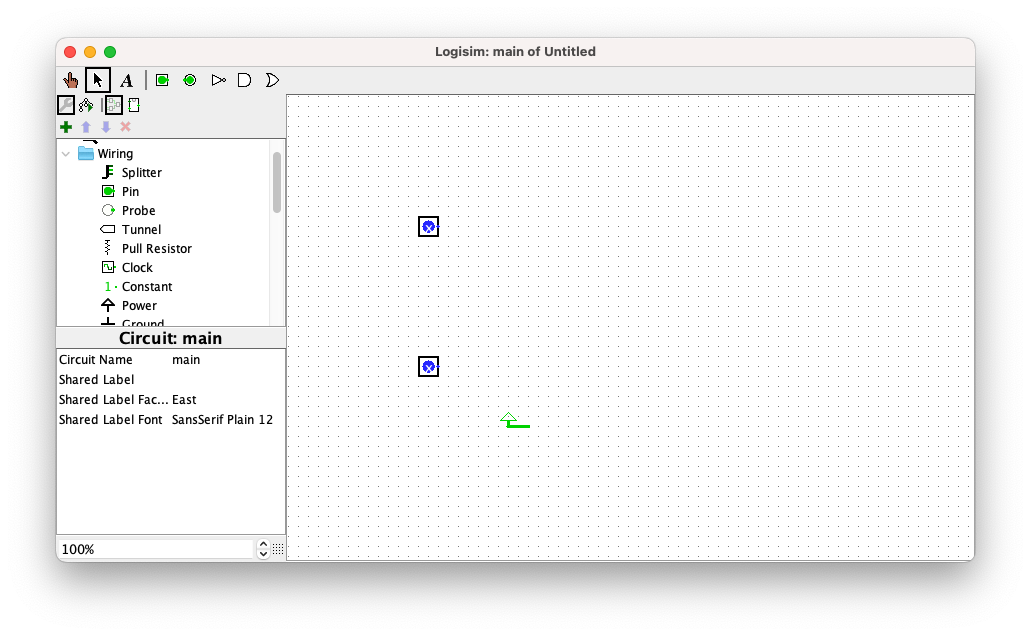 Logisim: main of Untitled
A
Wiring
Splitter
Pin
Probe
Tunnel
Pull Resistor
Clock
1 Constant
Power
Ground
Circuit: main
Circuit Name main
Shared Label
Shared Label Fac... East
Shared Label Font SansSerif Plain 12
100%
x
x